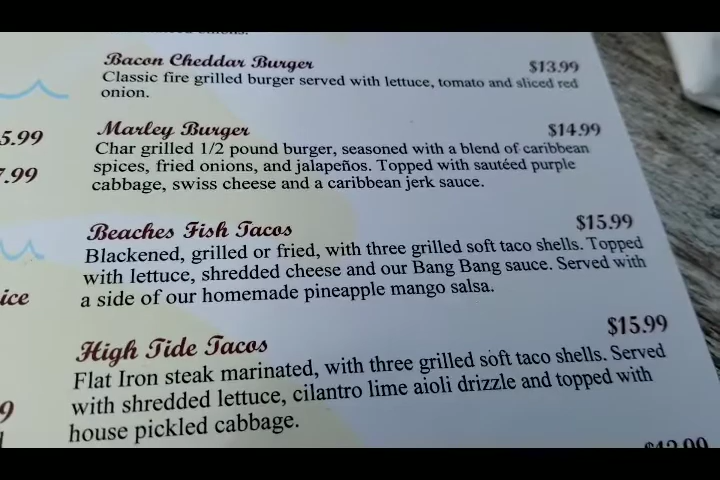 Bacon Cheddar Burger $13.99
Classic fire grilled burger served with lettuce, tomato and sliced red
onion.
5.99
Marley Burger $14.99
Char grilled 1/2 pound burger, seasoned with a blend of caribbean
spices, fried onions, and jalapeños. Topped with sautéed purple
7.99
cabbage, swiss cheese and a caribbean jerk sauce.
Beaches Fish Tacos $15.99
Blackened, grilled or fried, with three grilled soft taco shells. Topped
with lettuce, shredded cheese and our Bang Bang sauce. Served with
ice
a side of our homemade pineapple mango salsa.
High Tide Tacos $15.99
Flat Iron steak marinated, with three grilled soft taco shells. Served
with shredded lettuce, cilantro lime aioli drizzle and topped with
9
house pickled cabbage.